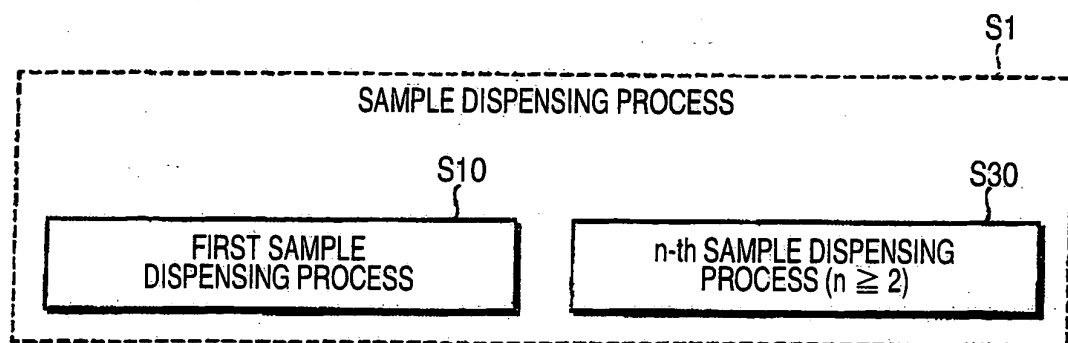 S1
SAMPLE DISPENSING PROCESS
S10
S30
FIRST SAMPLE
DISPENSING PROCESS
n-th SAMPLE DISPENSING
PROCESS (n ≧ 2)